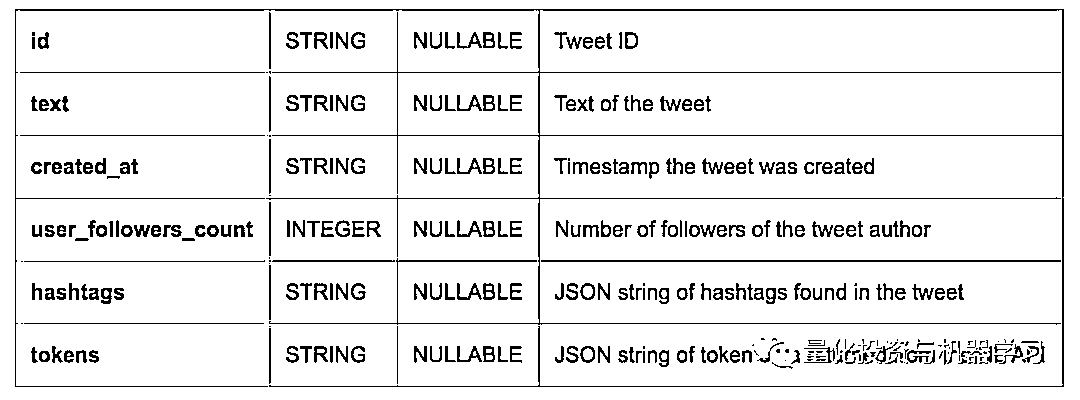 id STRING NULLABLE Tweet ID
text STRING NULLABLE Text of the tweet
created_at STRING NULLABLE Timestamp the tweet was created
user_followers_count INTEGER NULLABLE Number of followers of the tweet author
hashtags STRING NULLABLE JSON string of hashtags found in the tweet
tokens STRING NULLABLE JSON string of token API
量化投资与机器学习